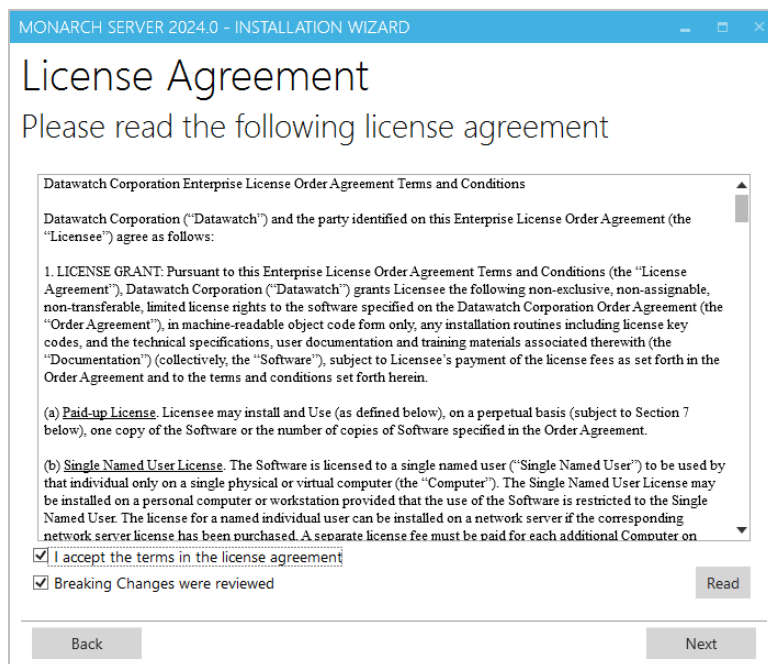 MONARCH SERVER 2024.0 - INSTALLATION WIZARD
License Agreement
Please read the following license agreement
Datawatch Corporation Enterprise License Order Agreement Terms and Conditions
Datawatch Corporation (“Datawatch”) and the party identified on this Enterprise License Order Agreement (the
“Licensee”) agree as follows:
1. LICENSE GRANT: Pursuant to this Enterprise License Order Agreement Terms and Conditions (the “License
Agreement”), Datawatch Corporation (“Datawatch”) grants Licensee the following non-exclusive, non-assignable,
non-transferable, limited license rights to the software specified on the Datawatch Corporation Order Agreement (the
“Order Agreement”), in machine-readable object code form only, any installation routines including license key
codes, and the technical specifications, user documentation and training materials associated therewith (the
“Documentation”) (collectively, the “Software”), subject to Licensee’s payment of the license fees as set forth in the
Order Agreement and to the terms and conditions set forth herein.
(a) Paid-up License. Licensee may install and Use (as defined below), on a perpetual basis (subject to Section 7
below), one copy of the Software or the number of copies of Software specified in the Order Agreement.
(b) Single Named User License. The Software is licensed to a single named user (“Single Named User”) to be used by
that individual only on a single physical or virtual computer (the “Computer”). The Single Named User License may
be installed on a personal computer or workstation provided that the use of the Software is restricted to the Single
Named User. The license for a named individual user can be installed on a network server if the corresponding
network server license has been purchased. A separate license fee must be paid for each additional Computer on
I accept the terms in the license agreement
Breaking Changes were reviewed
Read
Back
Next